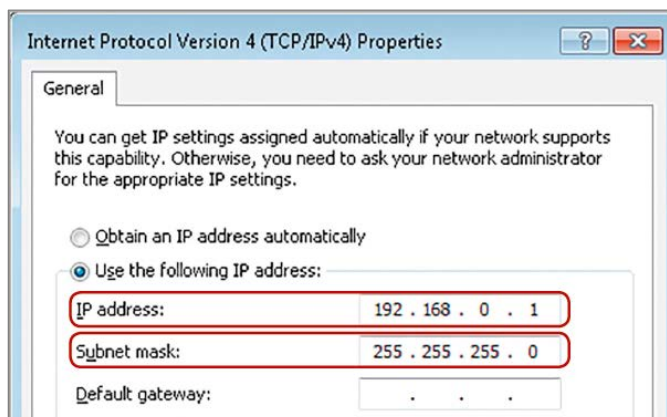 Internet Protocol Version 4 (TCP/IPv4) Properties
General
You can get IP settings assigned automatically if your network supports
this capability. Otherwise, you need to ask your network administrator
for the appropriate IP settings.
Obtain an IP address automatically
Use the following IP address:
IP address: 192 . 168 . 0 . 1
Subnet mask: 255 . 255 . 255 . 0
Default gateway: . . .